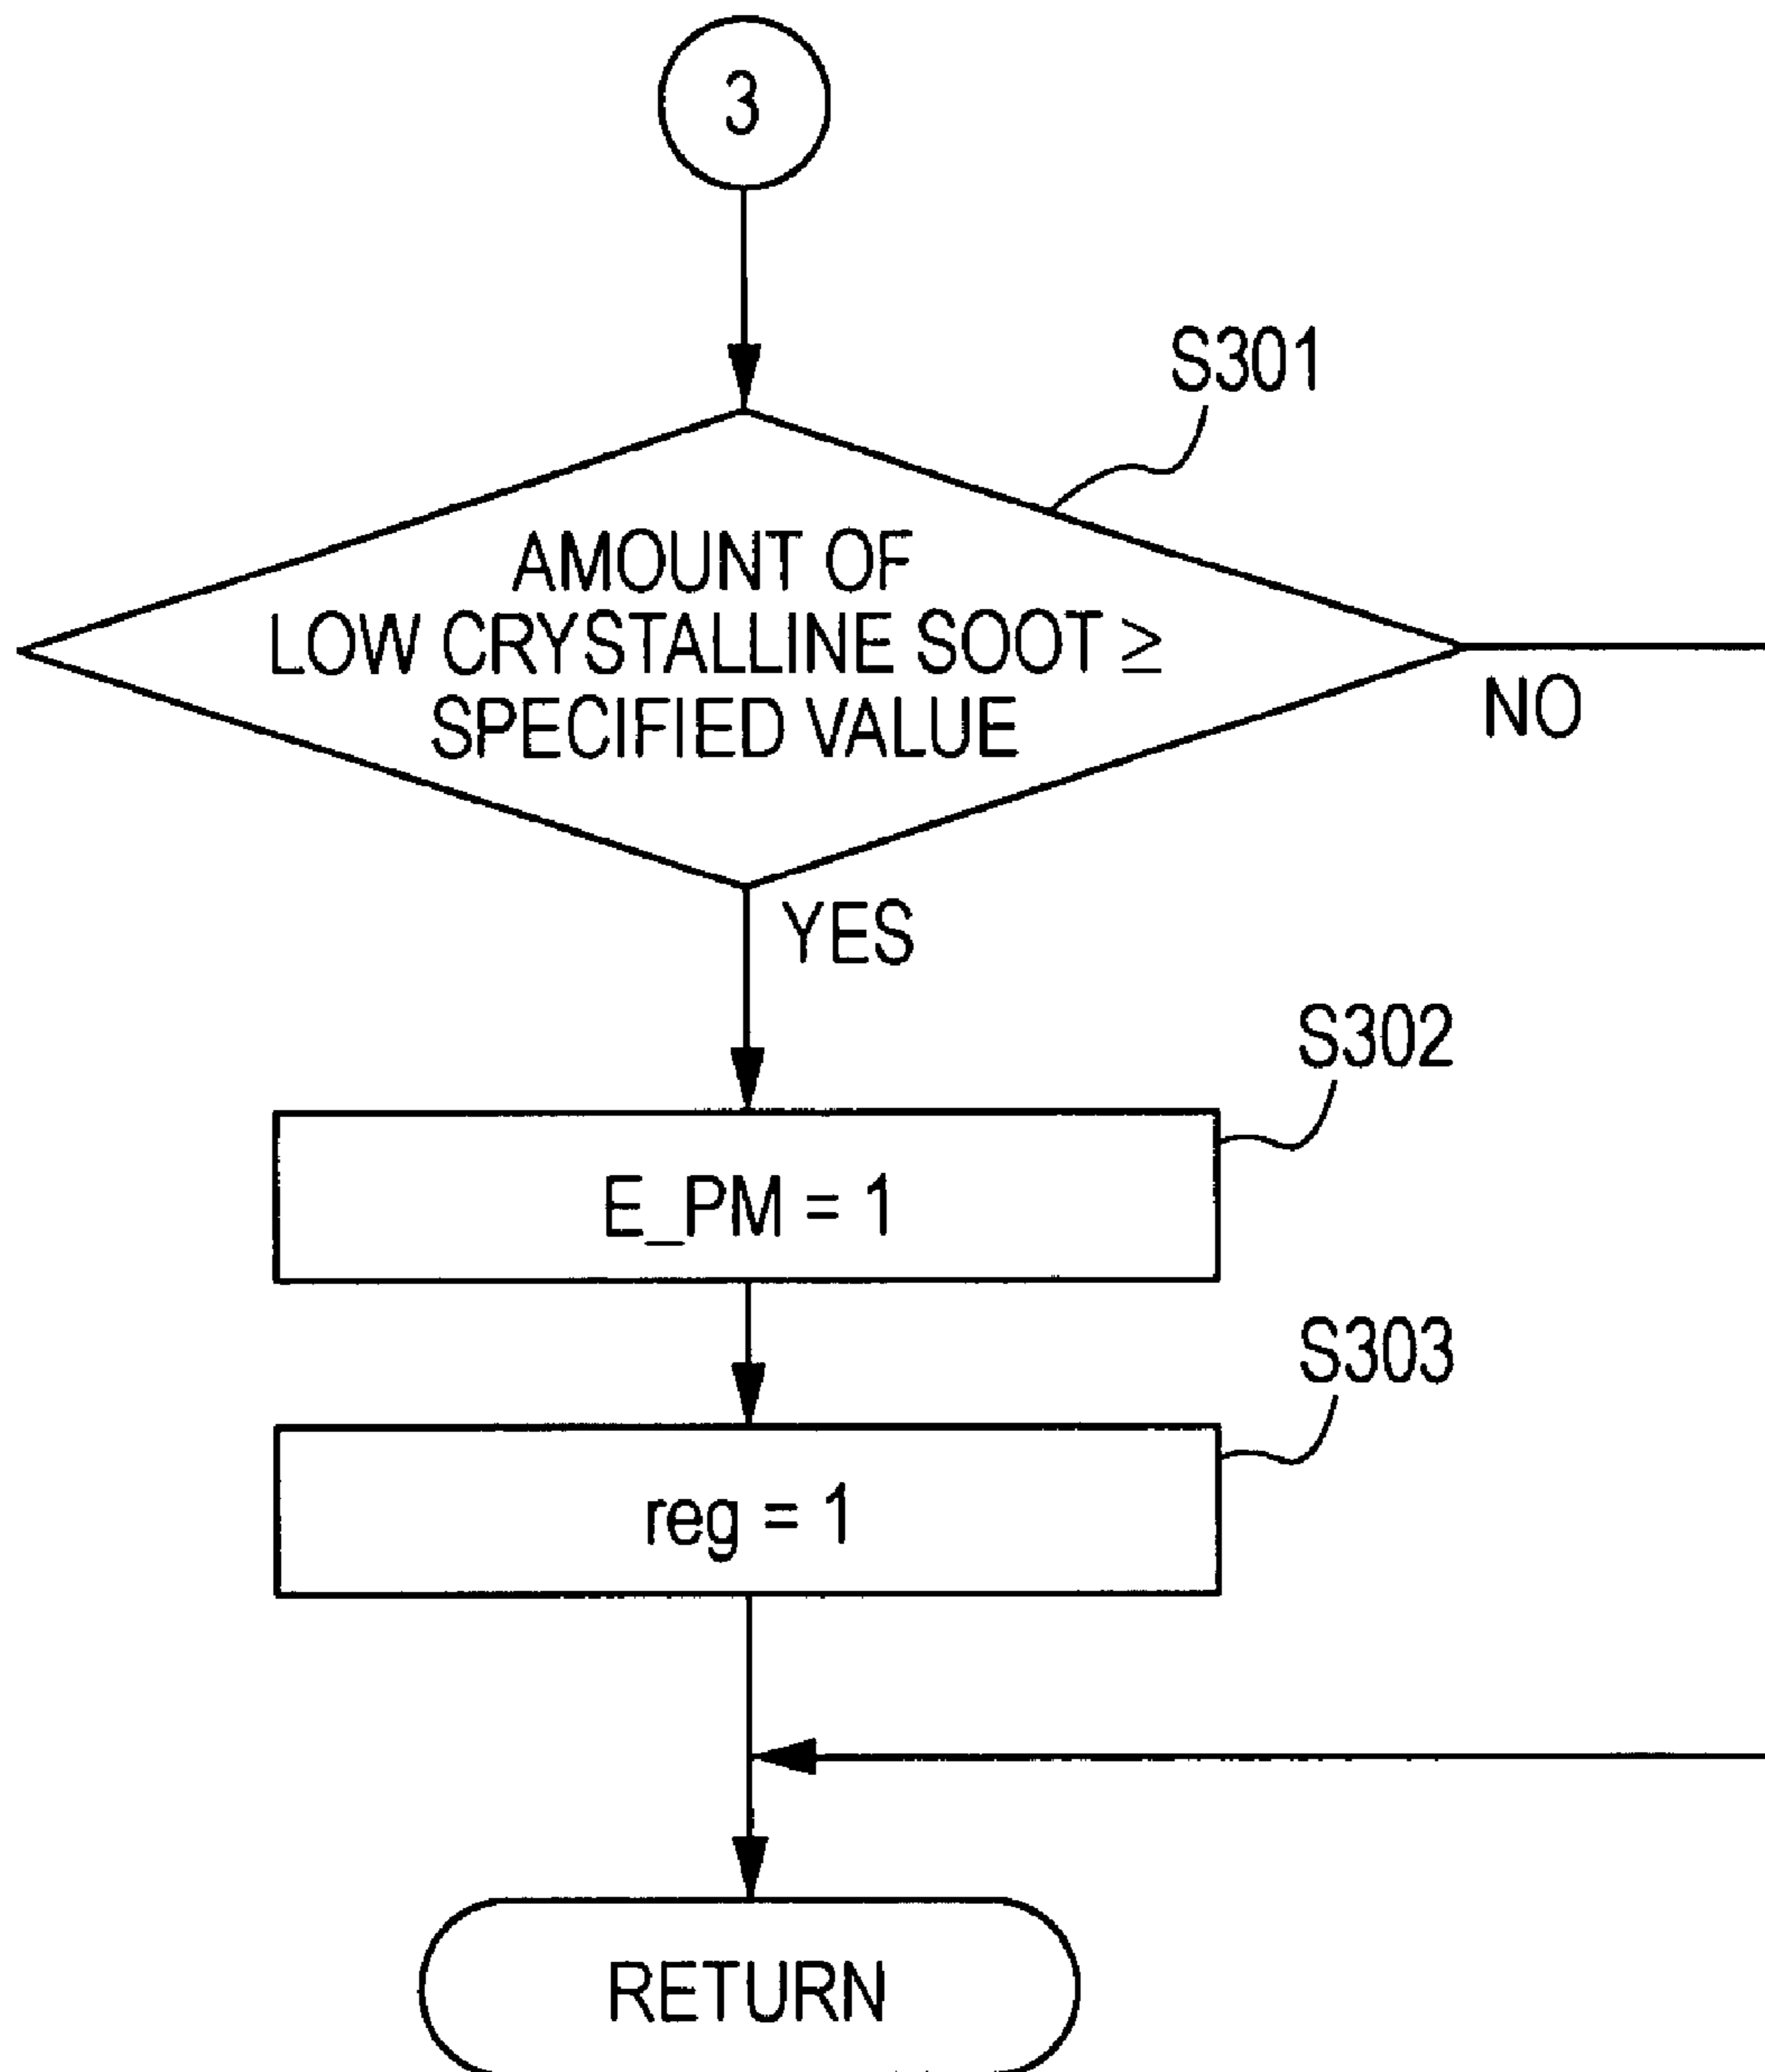 3
S301
AMOUNT OF
LOW CRYSTALLINE SOOT ≥
SPECIFIED VALUE
NO
YES
S302
E_PM = 1
S303
reg = 1
RETURN